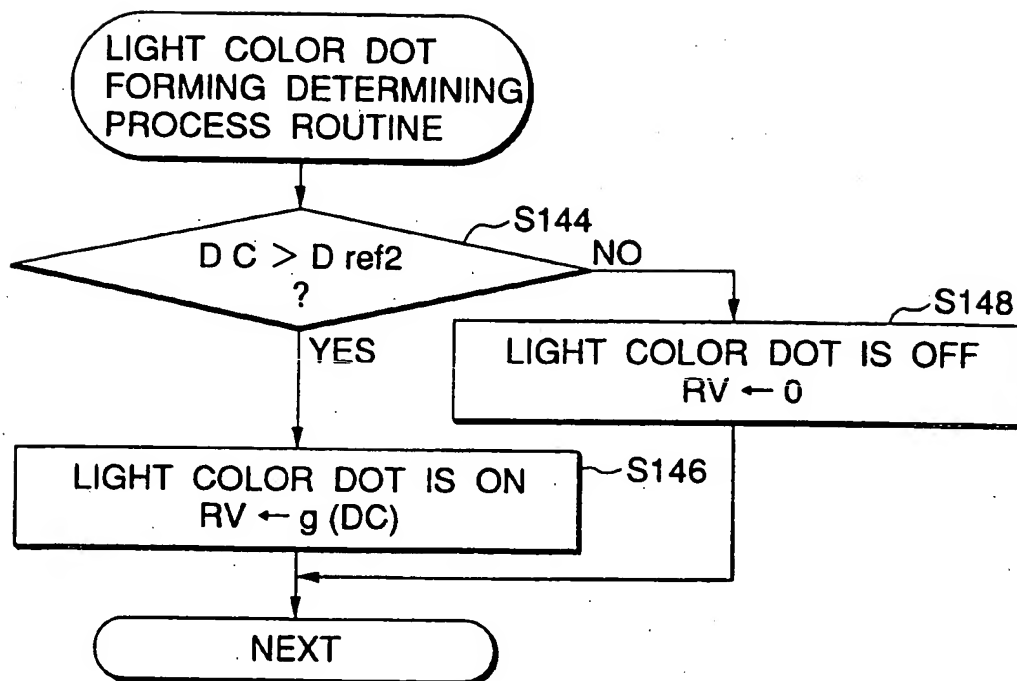 LIGHT COLOR DOT
FORMING DETERMINING
PROCESS ROUTINE
S144
D C > D ref2
?
NO
YES
S148
LIGHT COLOR DOT IS OFF
RV ← 0
S146
LIGHT COLOR DOT IS ON
RV ← g (DC)
NEXT